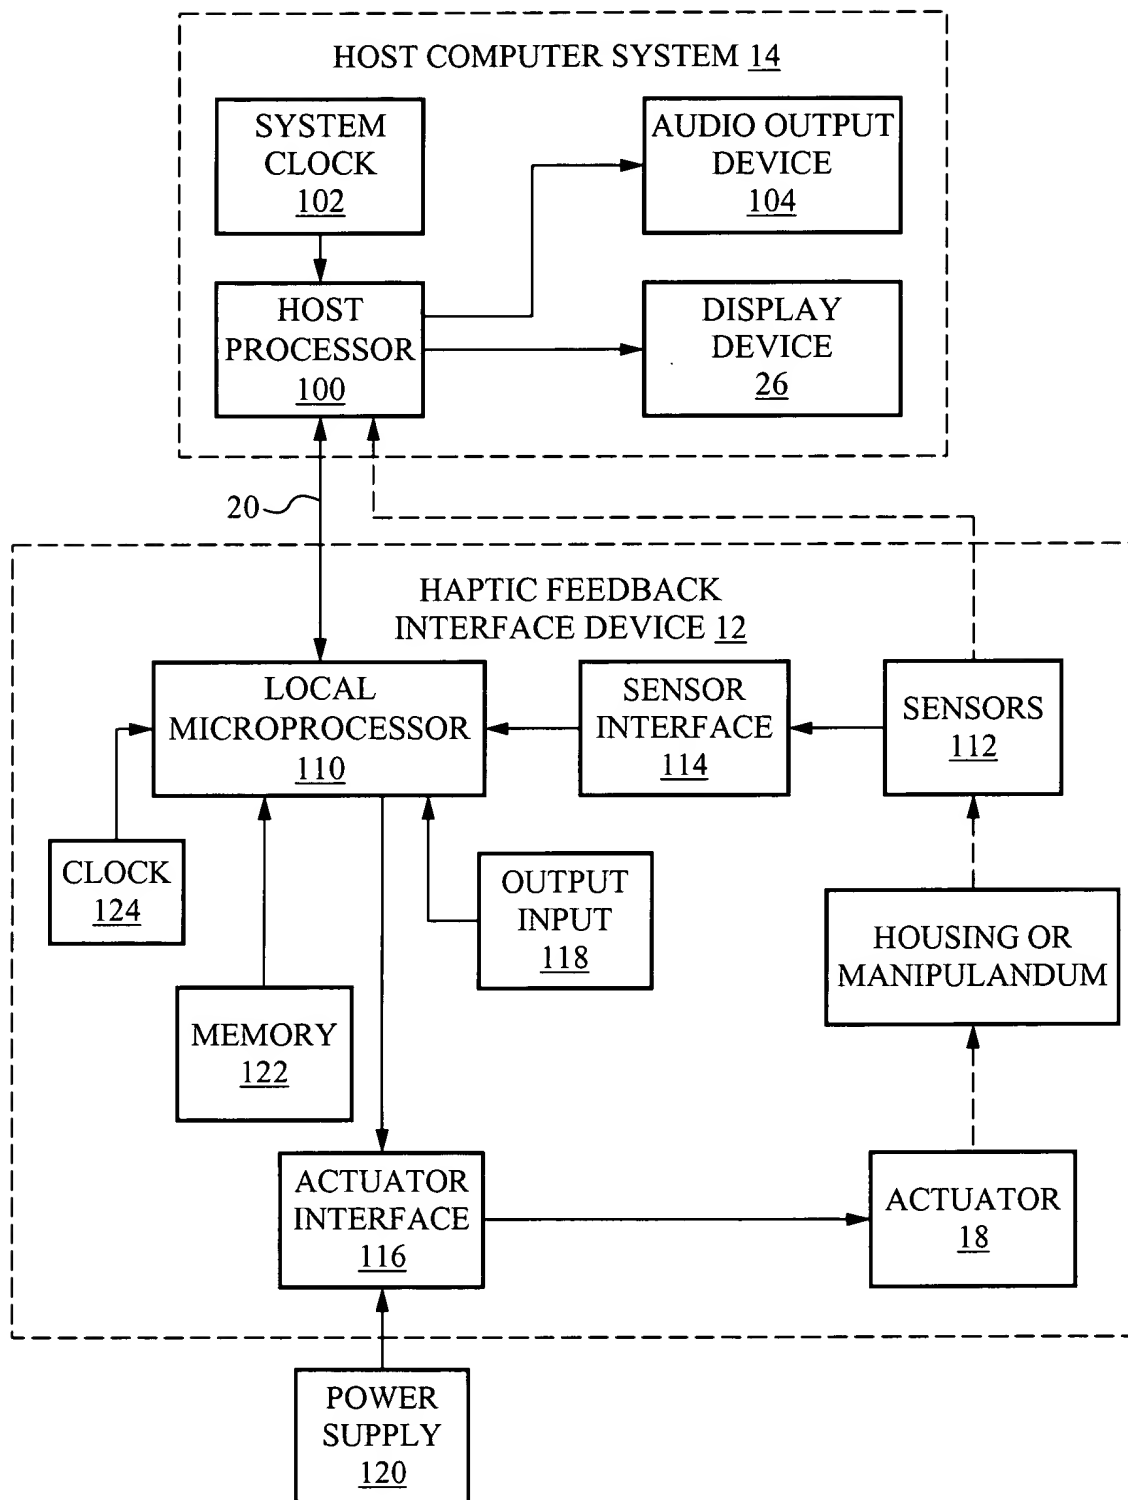 HOST COMPUTER SYSTEM 14
SYSTEM
CLOCK
102
AUDIO OUTPUT
DEVICE
104
HOST
PROCESSOR
100
DISPLAY
DEVICE
26
20
HAPTIC FEEDBACK
INTERFACE DEVICE 12
LOCAL
MICROPROCESSOR
110
SENSOR
INTERFACE
114
SENSORS
112
CLOCK
124
OUTPUT
INPUT
118
HOUSING OR
MANIPULANDUM
MEMORY
122
ACTUATOR
INTERFACE
116
ACTUATOR
18
POWER
SUPPLY
120